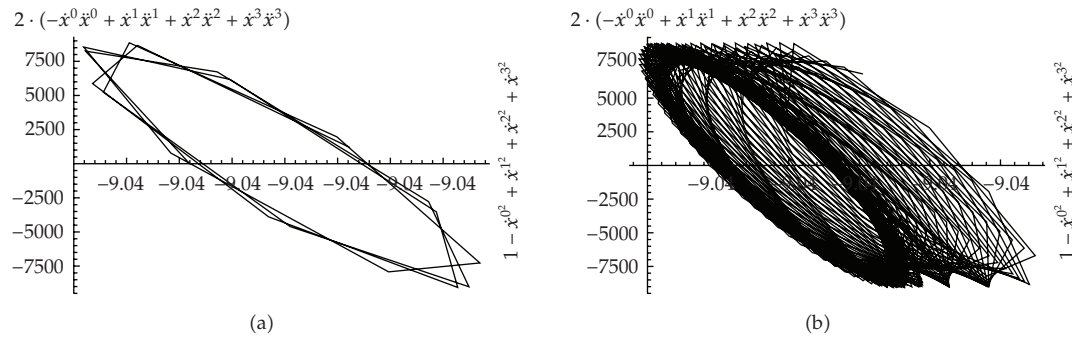 2 · (−ẋ⁰ẍ⁰ + ẋ¹ẍ¹ + ẋ²ẍ² + ẋ³ẍ³)
7500
5000
2500
−2500
−5000
−7500
−9.04 −9.04 −9.04 −9.04 −9.04 −9.04 −9.04
1 − ẋ⁰² + ẋ¹² + ẋ²² + ẋ³²
(a)
2 · (−ẋ⁰ẍ⁰ + ẋ¹ẍ¹ + ẋ²ẍ² + ẋ³ẍ³)
7500
5000
2500
−2500
−5000
−7500
−9.04 −9.04 −9.04
1 − ẋ⁰² + ẋ¹² + ẋ²² + ẋ³²
(b)